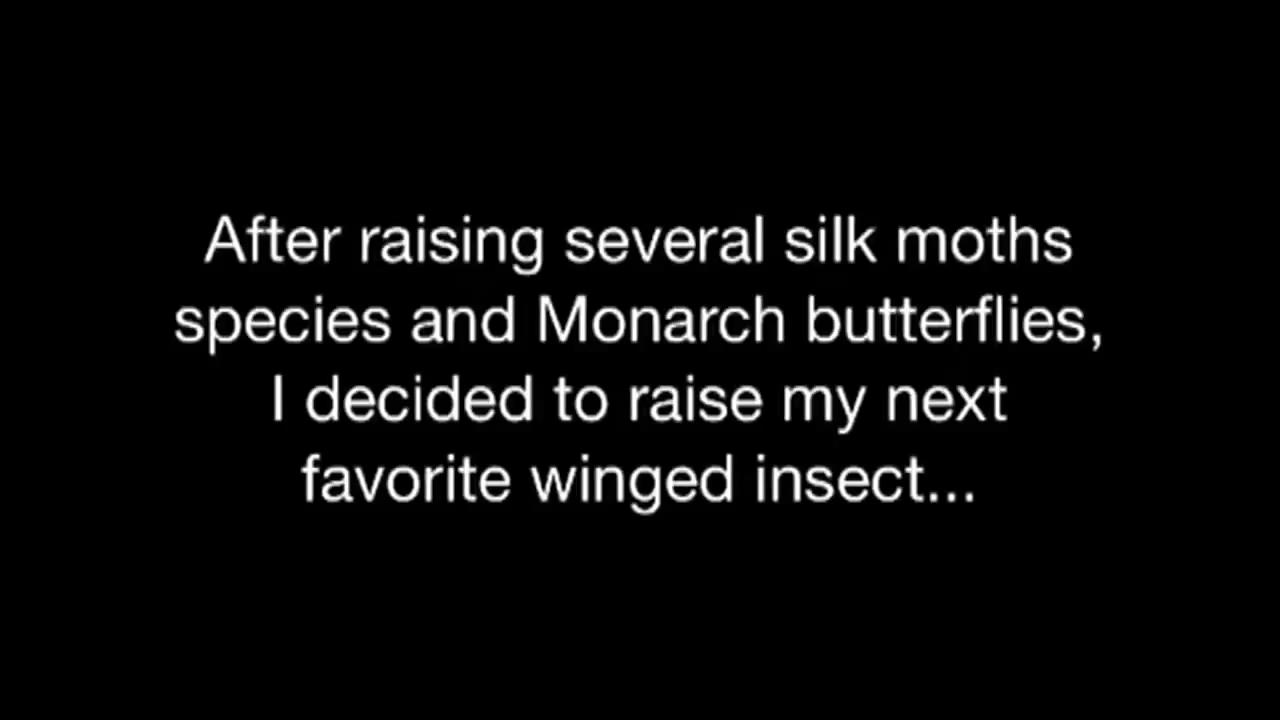 After raising several silk moths
species and Monarch butterflies,
I decided to raise my next
favorite winged insect...